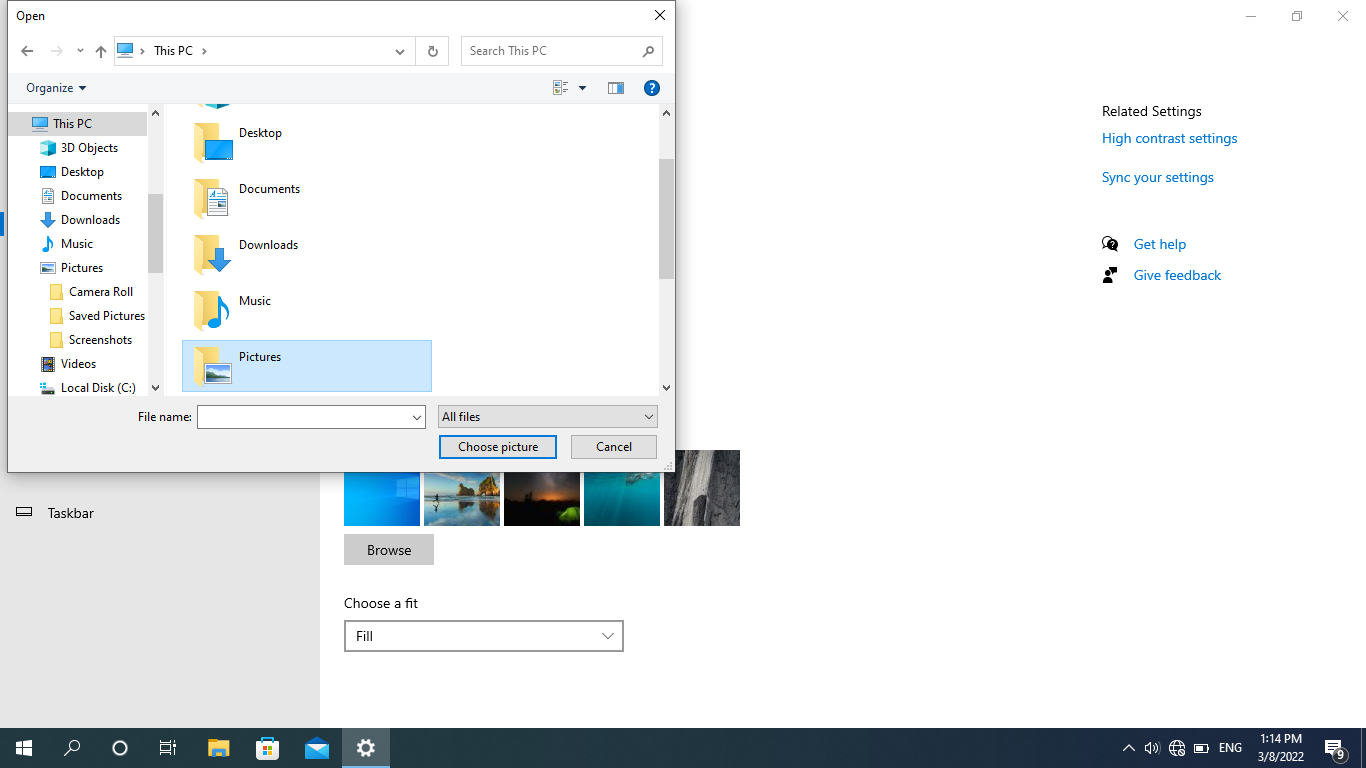 Open
This PC
Search This PC
Organize
This PC
3D Objects
Desktop
Documents
Downloads
Music
Pictures
Camera Roll
Saved Pictures
Screenshots
Videos
Local Disk (C:)
Desktop
Documents
Downloads
Music
Pictures
File name:
All files
Choose picture
Cancel
Related Settings
High contrast settings
Sync your settings
Get help
Give feedback
Taskbar
Browse
Choose a fit
Fill
ENG
1:14 PM
3/8/2022
9